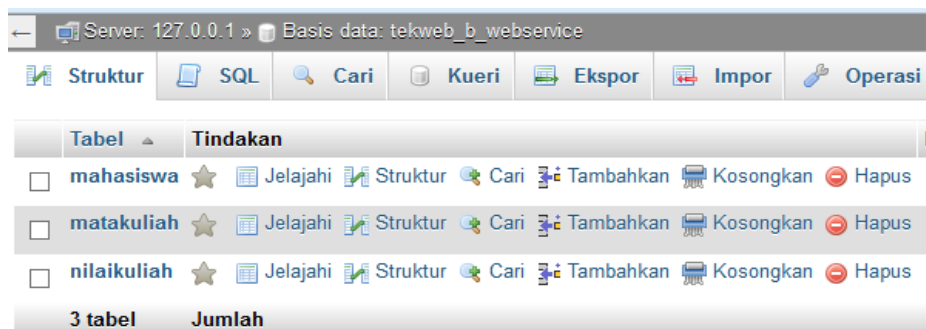 ← Server: 127.0.0.1 » Basis data: tekweb_b_webservice
Struktur SQL Cari Kueri Ekspor Impor Operasi
Tabel Tindakan
mahasiswa Jelajahi Struktur Cari Tambahkan Kosongkan Hapus
matakuliah Jelajahi Struktur Cari Tambahkan Kosongkan Hapus
nilaikuliah Jelajahi Struktur Cari Tambahkan Kosongkan Hapus
3 tabel Jumlah